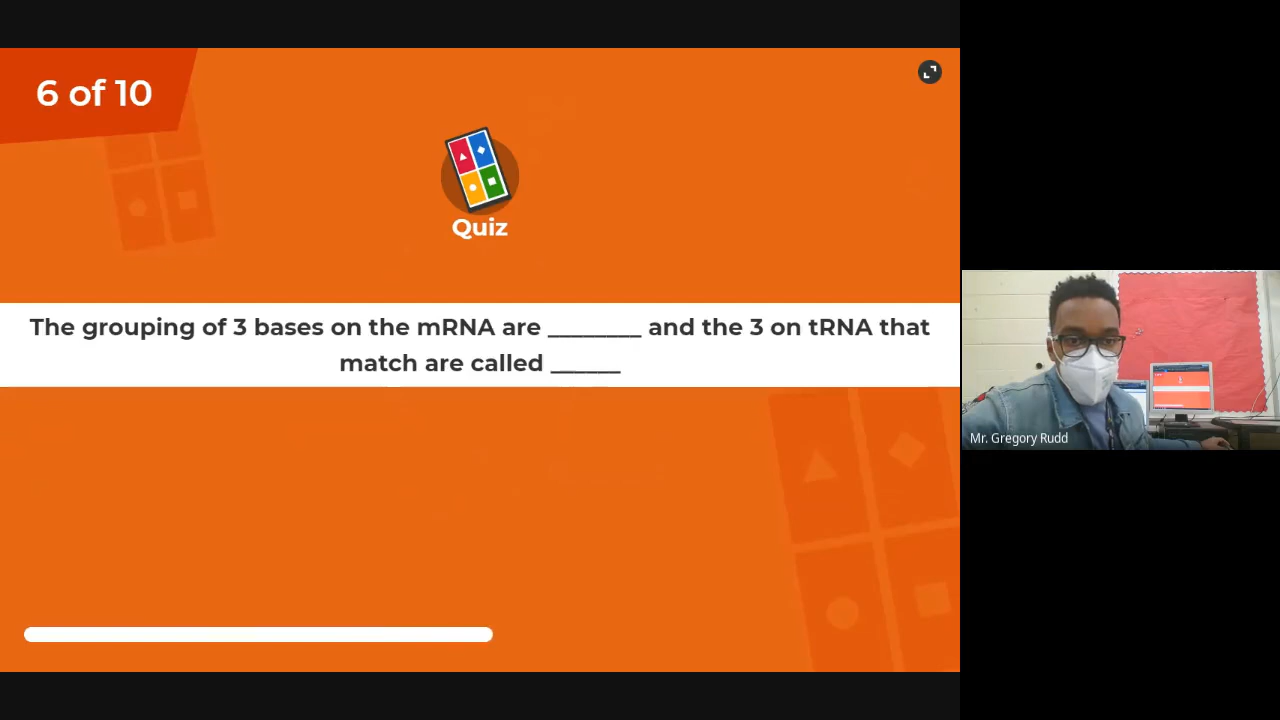 6 of 10
Quiz
The grouping of 3 bases on the mRNA are ________ and the 3 on tRNA that
match are called ______
Mr. Gregory Rudd